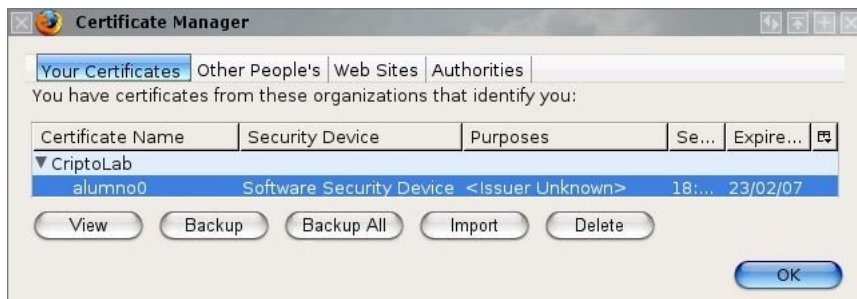 Certificate Manager
Your Certificates Other People's Web Sites Authorities
You have certificates from these organizations that identify you:
Certificate Name Security Device Purposes Se... Expire...
CriptoLab
alumno0 Software Security Device <Issuer Unknown> 18:... 23/02/07
View Backup Backup All Import Delete
OK